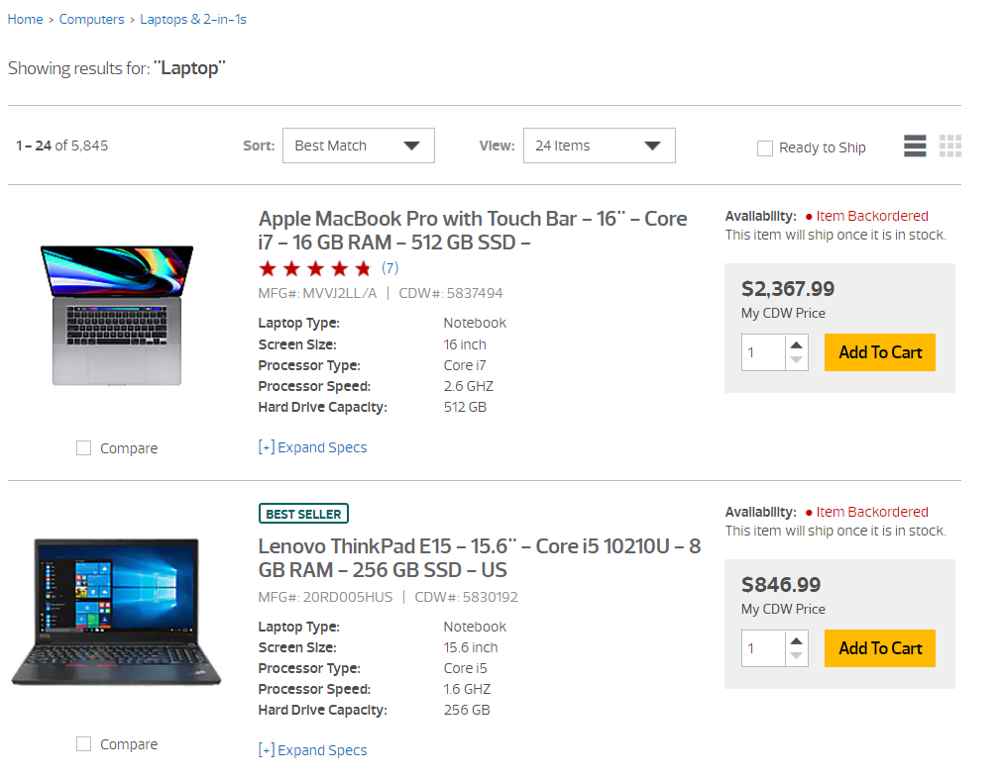 Home > Computers > Laptops & 2-in-1s
Showing results for: "Laptop"
1 – 24 of 5,845
Sort: Best Match
View: 24 Items
Ready to Ship
Apple MacBook Pro with Touch Bar – 16" – Core
i7 – 16 GB RAM – 512 GB SSD –
(7)
MFG#: MVVJ2LL/A | CDW#: 5837494
Laptop Type: Notebook
Screen Size: 16 inch
Processor Type: Core i7
Processor Speed: 2.6 GHZ
Hard Drive Capacity: 512 GB
[+] Expand Specs
Compare
Availability: • Item Backordered
This item will ship once it is in stock.
$2,367.99
My CDW Price
1
Add To Cart
BEST SELLER
Lenovo ThinkPad E15 – 15.6" – Core i5 10210U – 8
GB RAM – 256 GB SSD – US
MFG#: 20RD005HUS | CDW#: 5830192
Laptop Type: Notebook
Screen Size: 15.6 inch
Processor Type: Core i5
Processor Speed: 1.6 GHZ
Hard Drive Capacity: 256 GB
[+] Expand Specs
Compare
Availability: • Item Backordered
This item will ship once it is in stock.
$846.99
My CDW Price
1
Add To Cart